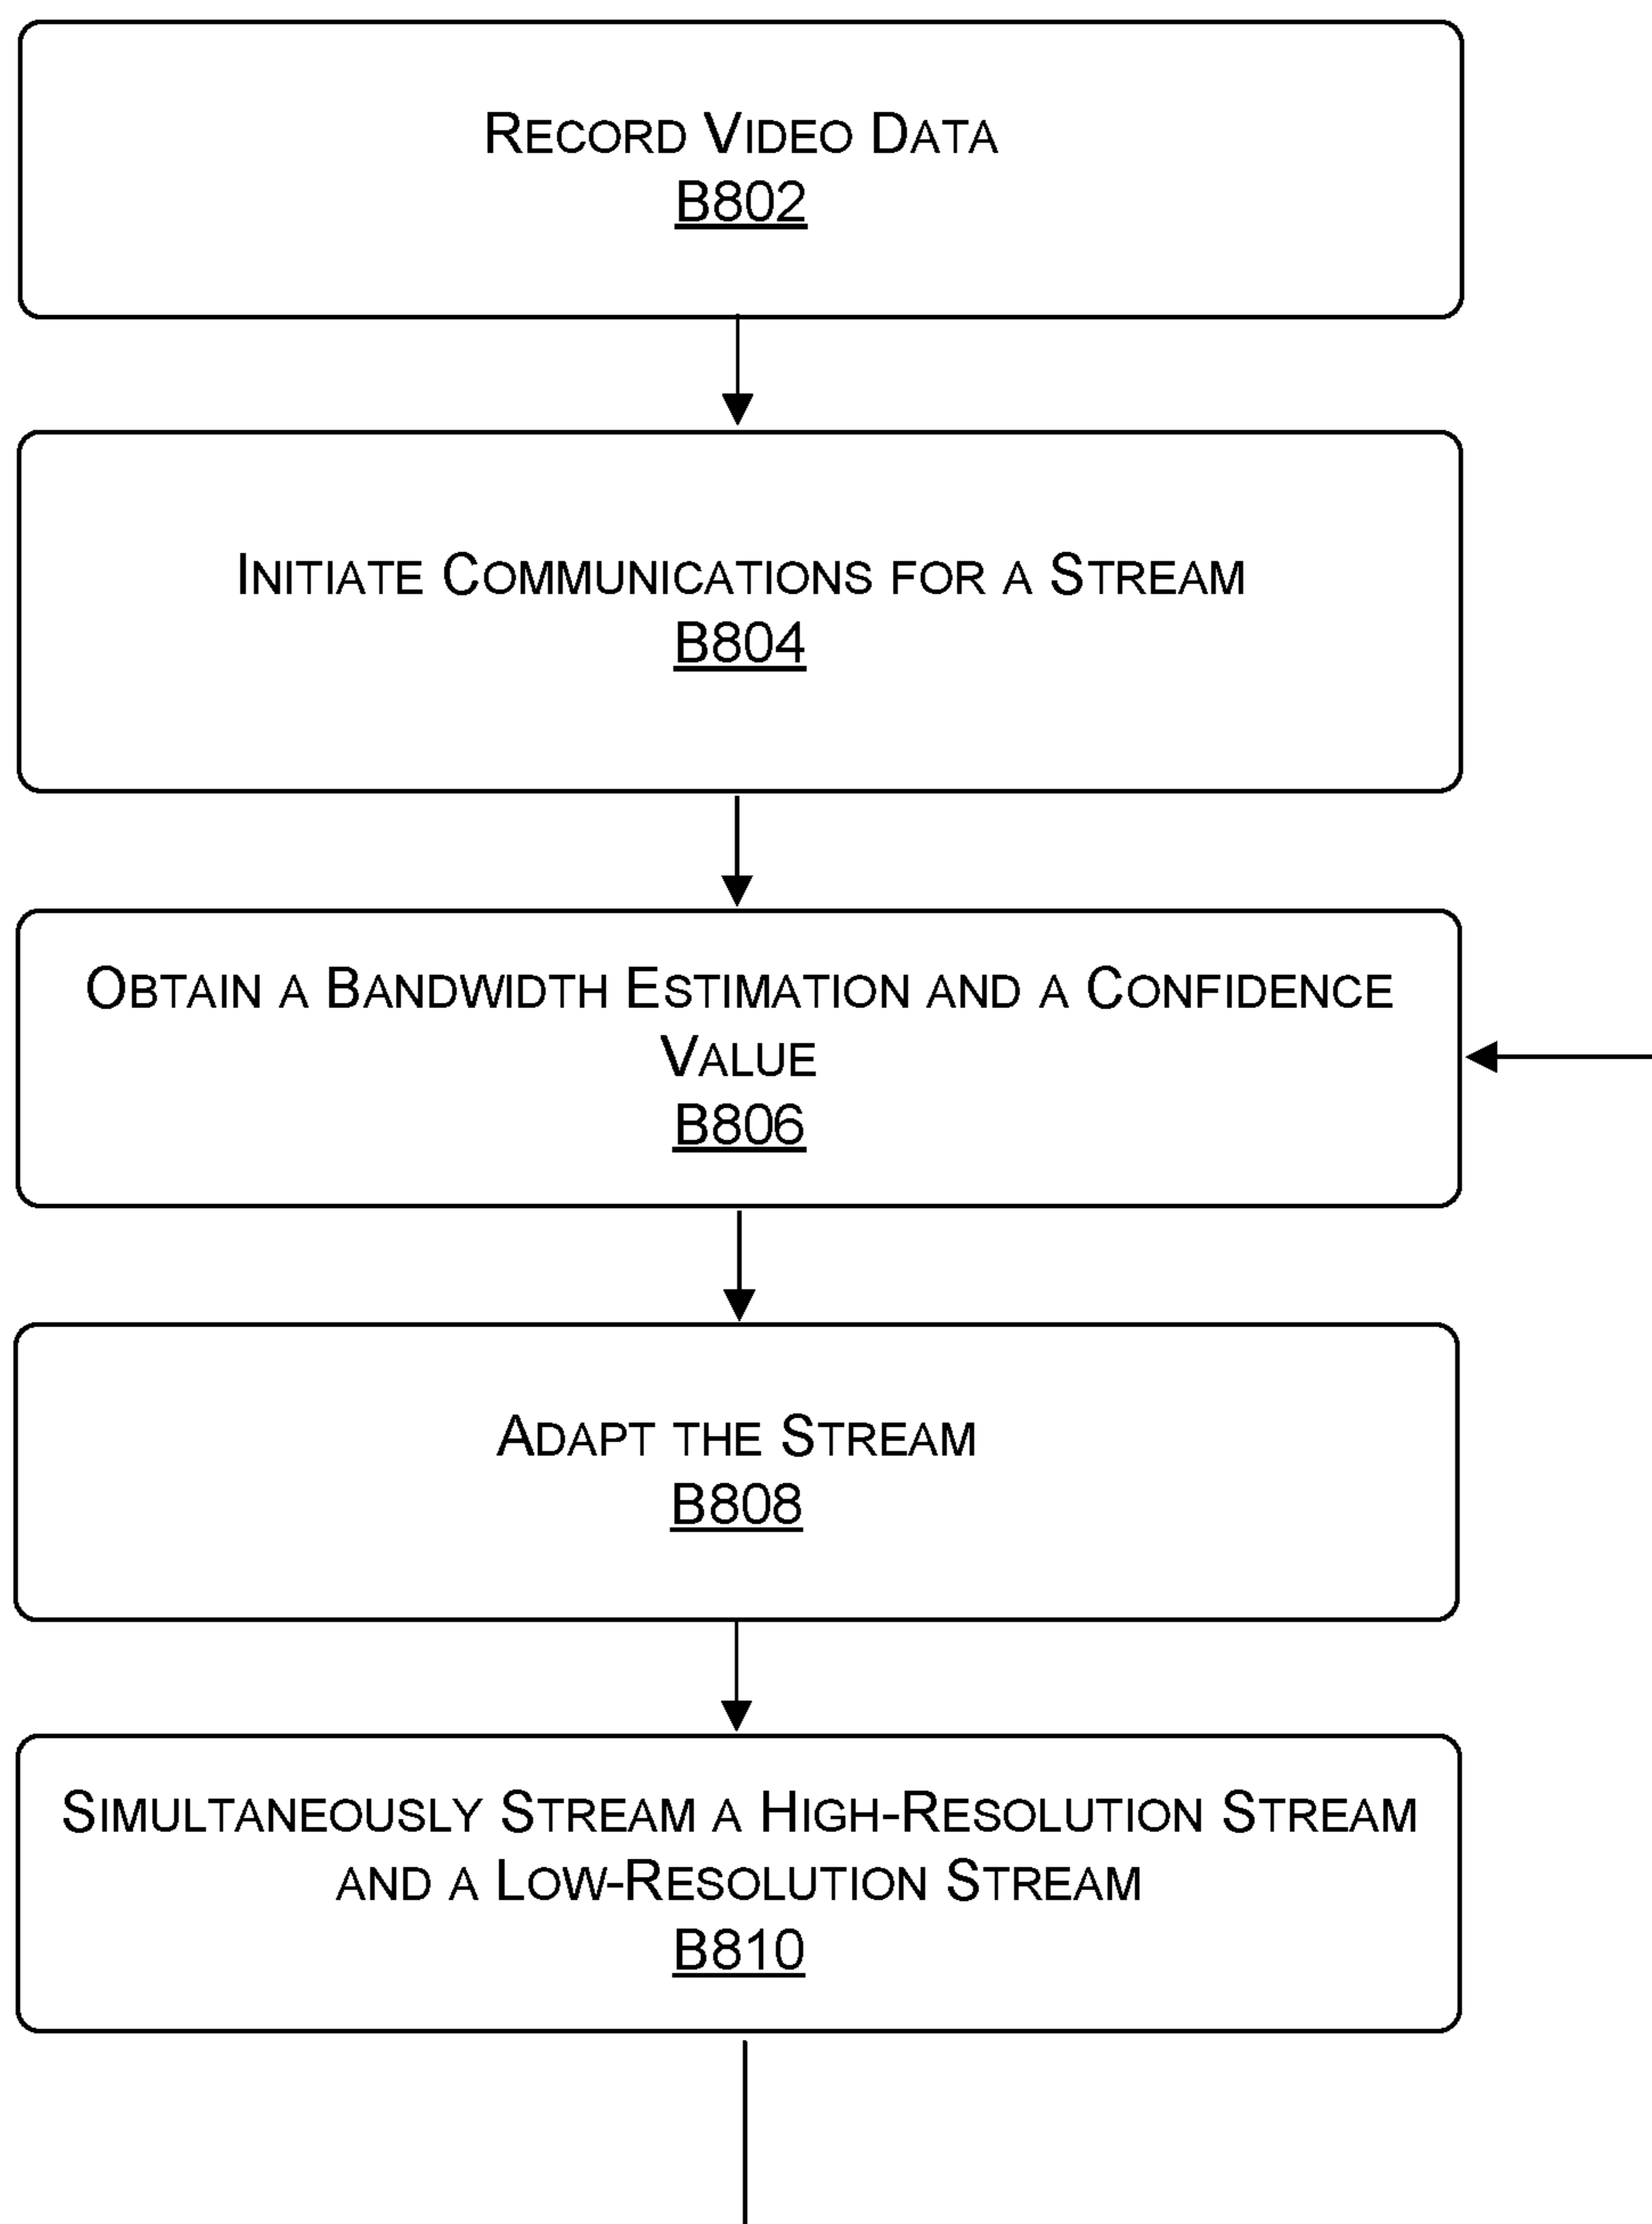 RECORD VIDEO DATA
B802
INITIATE COMMUNICATIONS FOR A STREAM
B804
OBTAIN A BANDWIDTH ESTIMATION AND A CONFIDENCE
VALUE
B806
ADAPT THE STREAM
B808
SIMULTANEOUSLY STREAM A HIGH-RESOLUTION STREAM
AND A LOW-RESOLUTION STREAM
B810